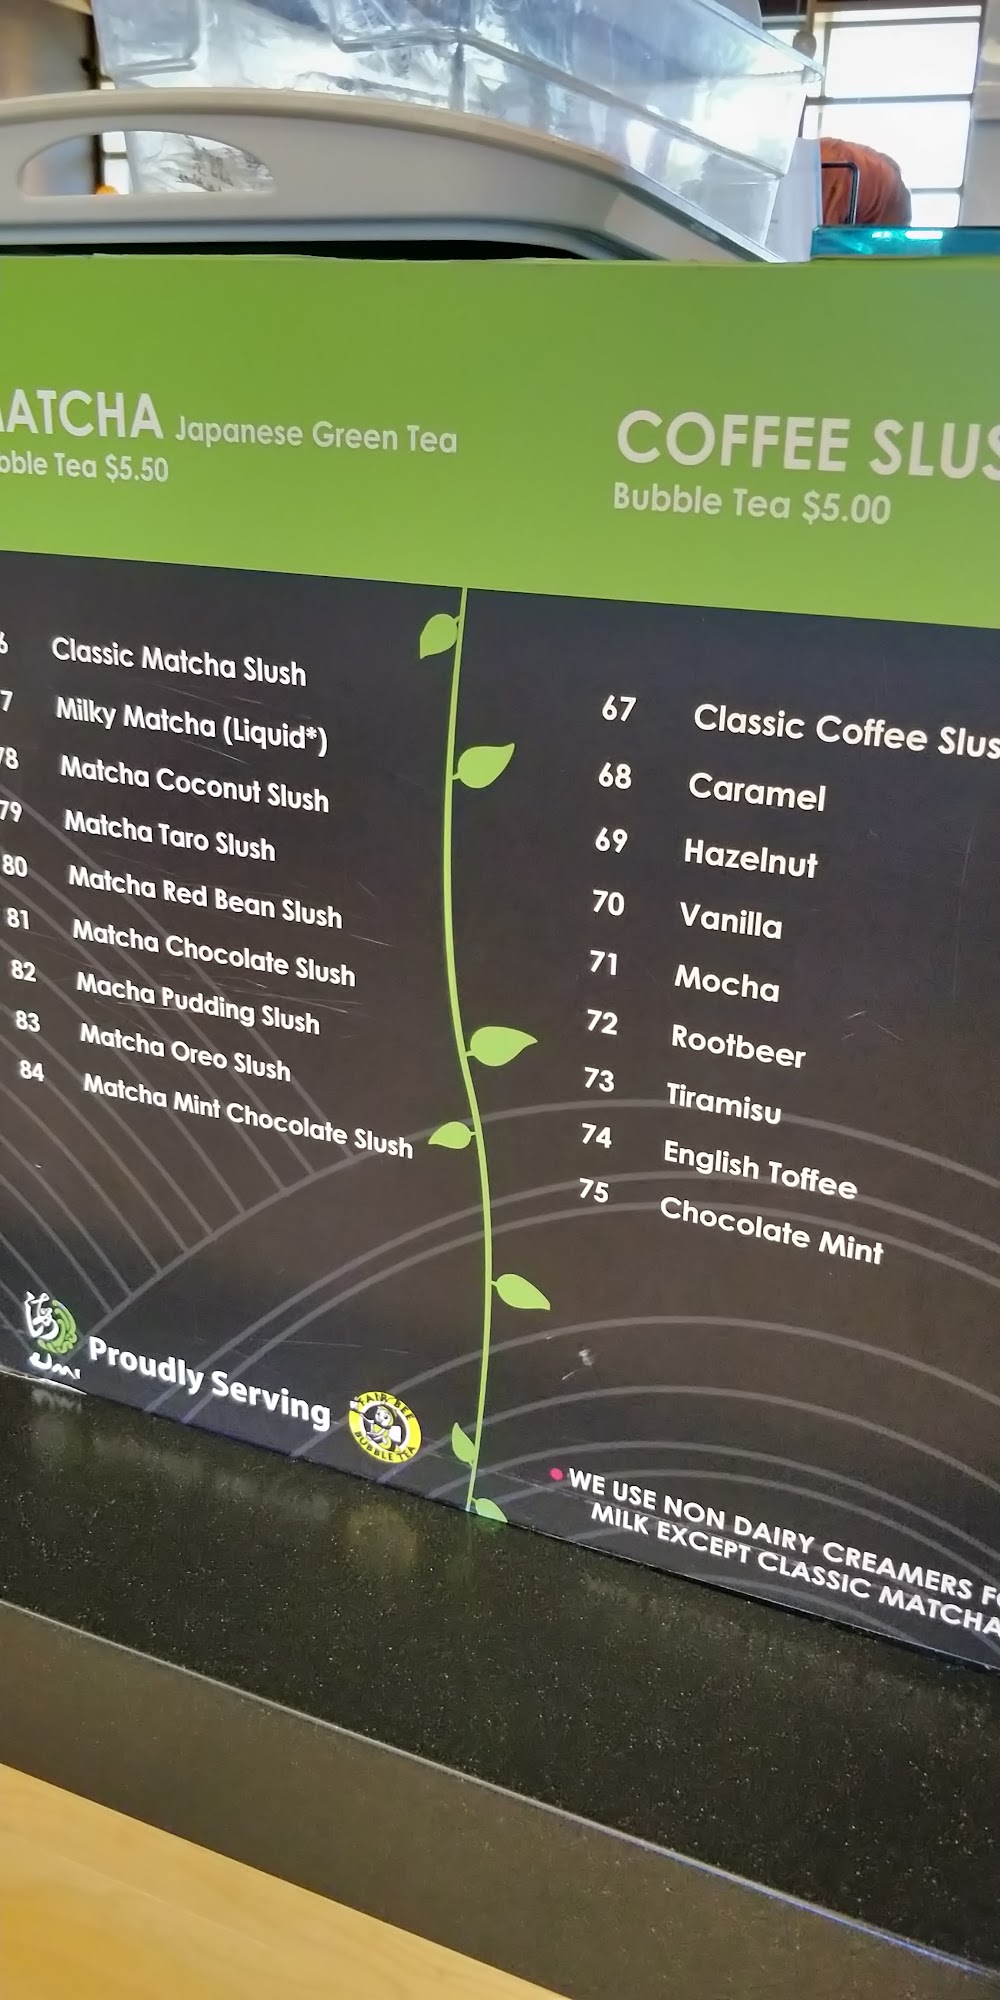 MATCHA Japanese Green Tea
Bubble Tea $5.50
Classic Matcha Slush
Milky Matcha (Liquid*)
78 Matcha Coconut Slush
79 Matcha Taro Slush
80 Matcha Red Bean Slush
81 Matcha Chocolate Slush
82 Macha Pudding Slush
83 Matcha Oreo Slush
84 Matcha Mint Chocolate Slush
umi Proudly Serving
BUBBLE TEA
COFFEE SLUS
Bubble Tea $5.00
67 Classic Coffee Slus
68 Caramel
69 Hazelnut
70 Vanilla
71 Mocha
72 Rootbeer
73 Tiramisu
74 English Toffee
75 Chocolate Mint
WE USE NON DAIRY CREAMERS FO
MILK EXCEPT CLASSIC MATCHA